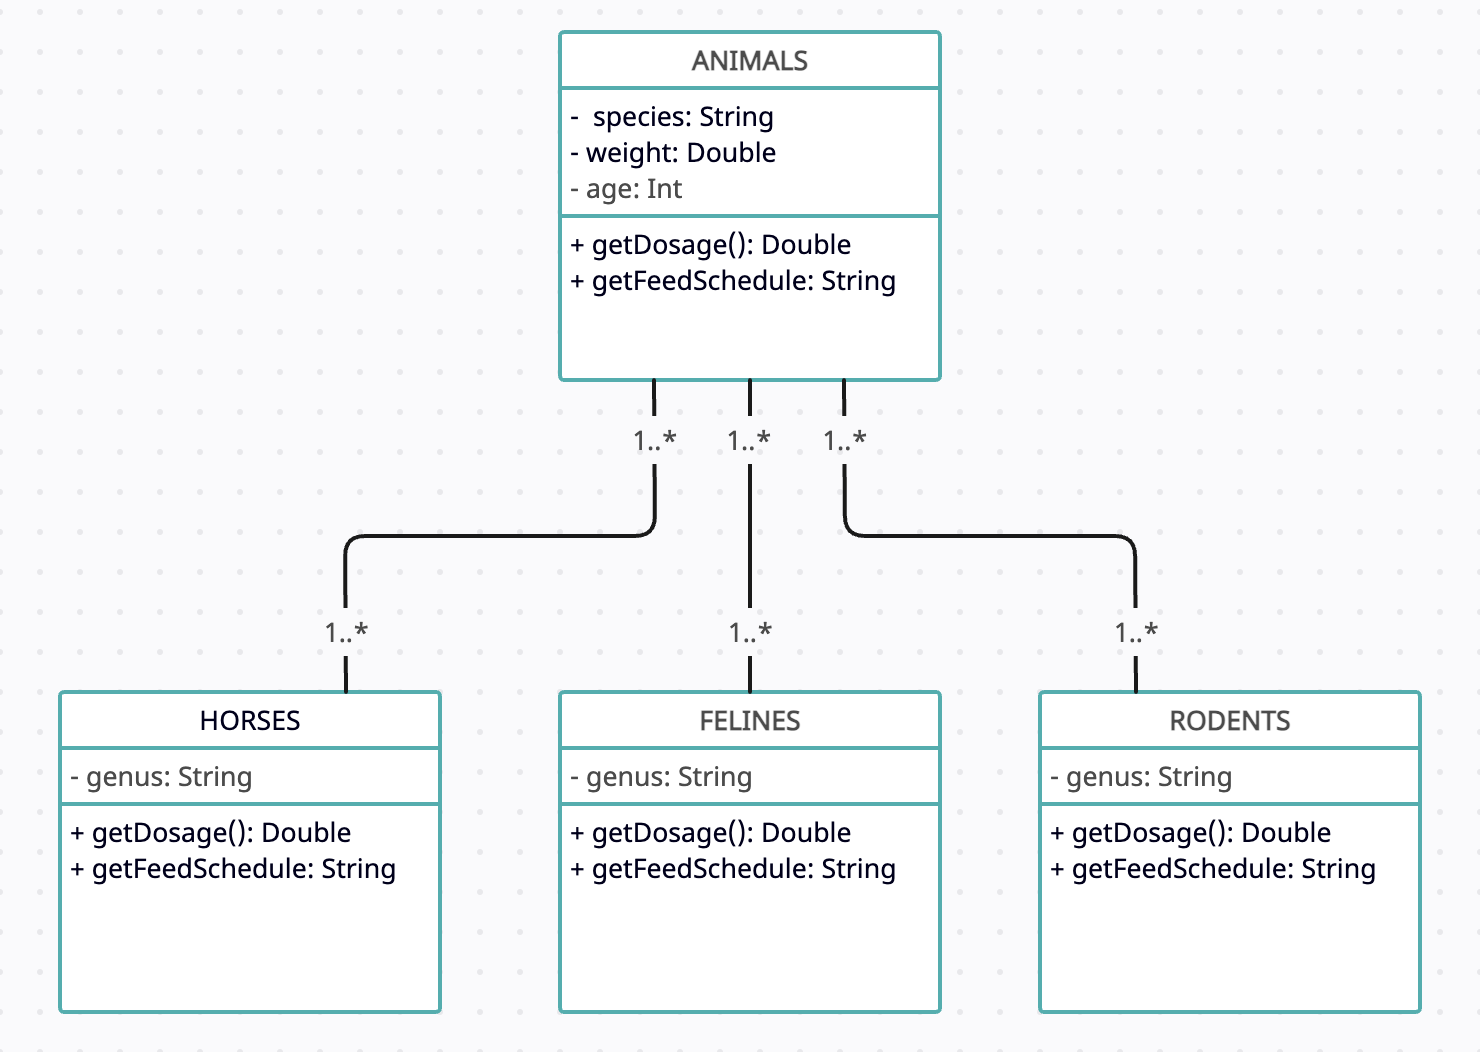 ANIMALS
-  species: String
- weight: Double
- age: Int
+ getDosage(): Double
+ getFeedSchedule: String
1..* 1..* 1..*
1..* 1..* 1..*
HORSES
- genus: String
+ getDosage(): Double
+ getFeedSchedule: String
FELINES
- genus: String
+ getDosage(): Double
+ getFeedSchedule: String
RODENTS
- genus: String
+ getDosage(): Double
+ getFeedSchedule: String